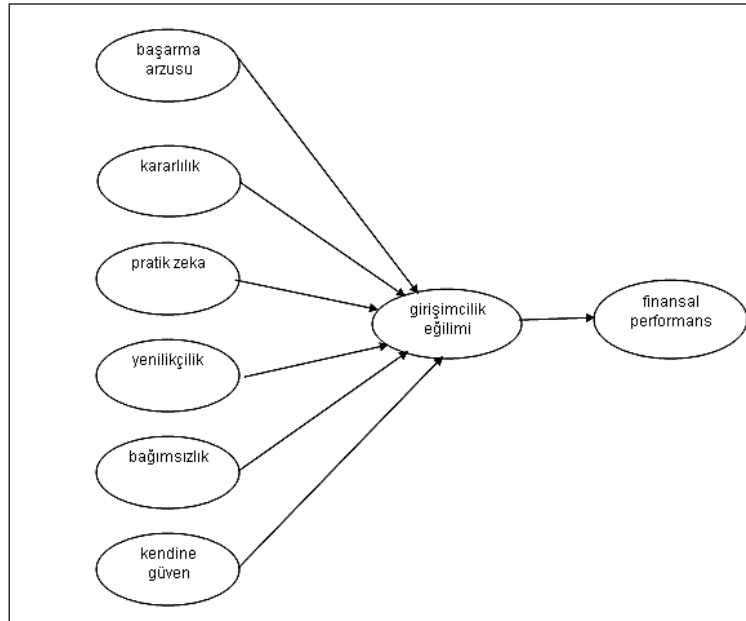 başarma
arzusu
kararlılık
pratik zeka
yenilikçilik
bağımsızlık
kendine
güven
girişimcilik
eğilimi
finansal
performans